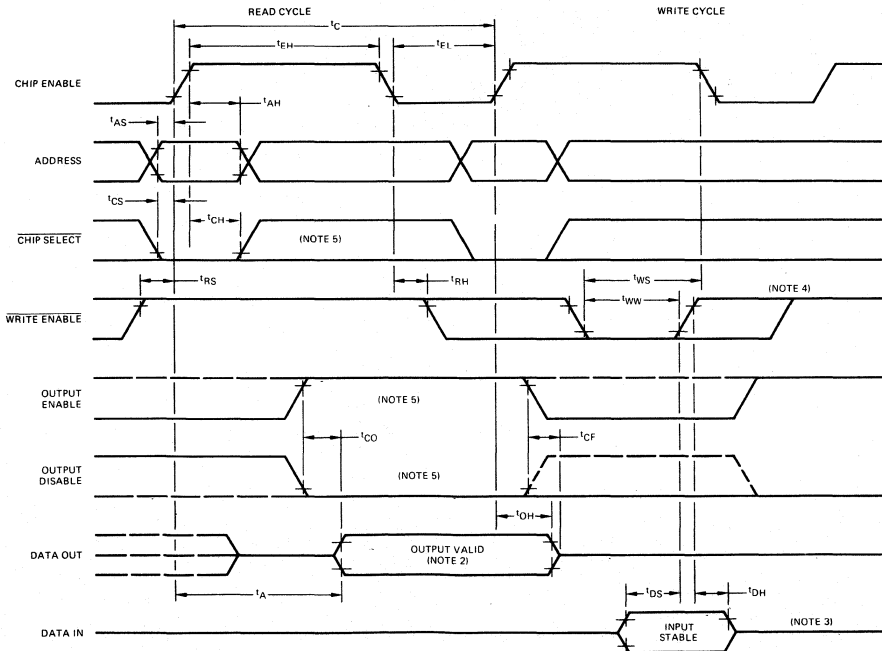 READ CYCLE
WRITE CYCLE
tC
tEH
tEL
CHIP ENABLE
tAH
tAS
ADDRESS
tCS
tCH
CHIP SELECT
(NOTE 5)
tRS
tRH
tWS
tWW
(NOTE 4)
WRITE ENABLE
OUTPUT
ENABLE
(NOTE 5)
tCO
tCF
OUTPUT
DISABLE
(NOTE 5)
tOH
DATA OUT
OUTPUT VALID
(NOTE 2)
tA
tDS
tDH
DATA IN
INPUT
STABLE
(NOTE 3)